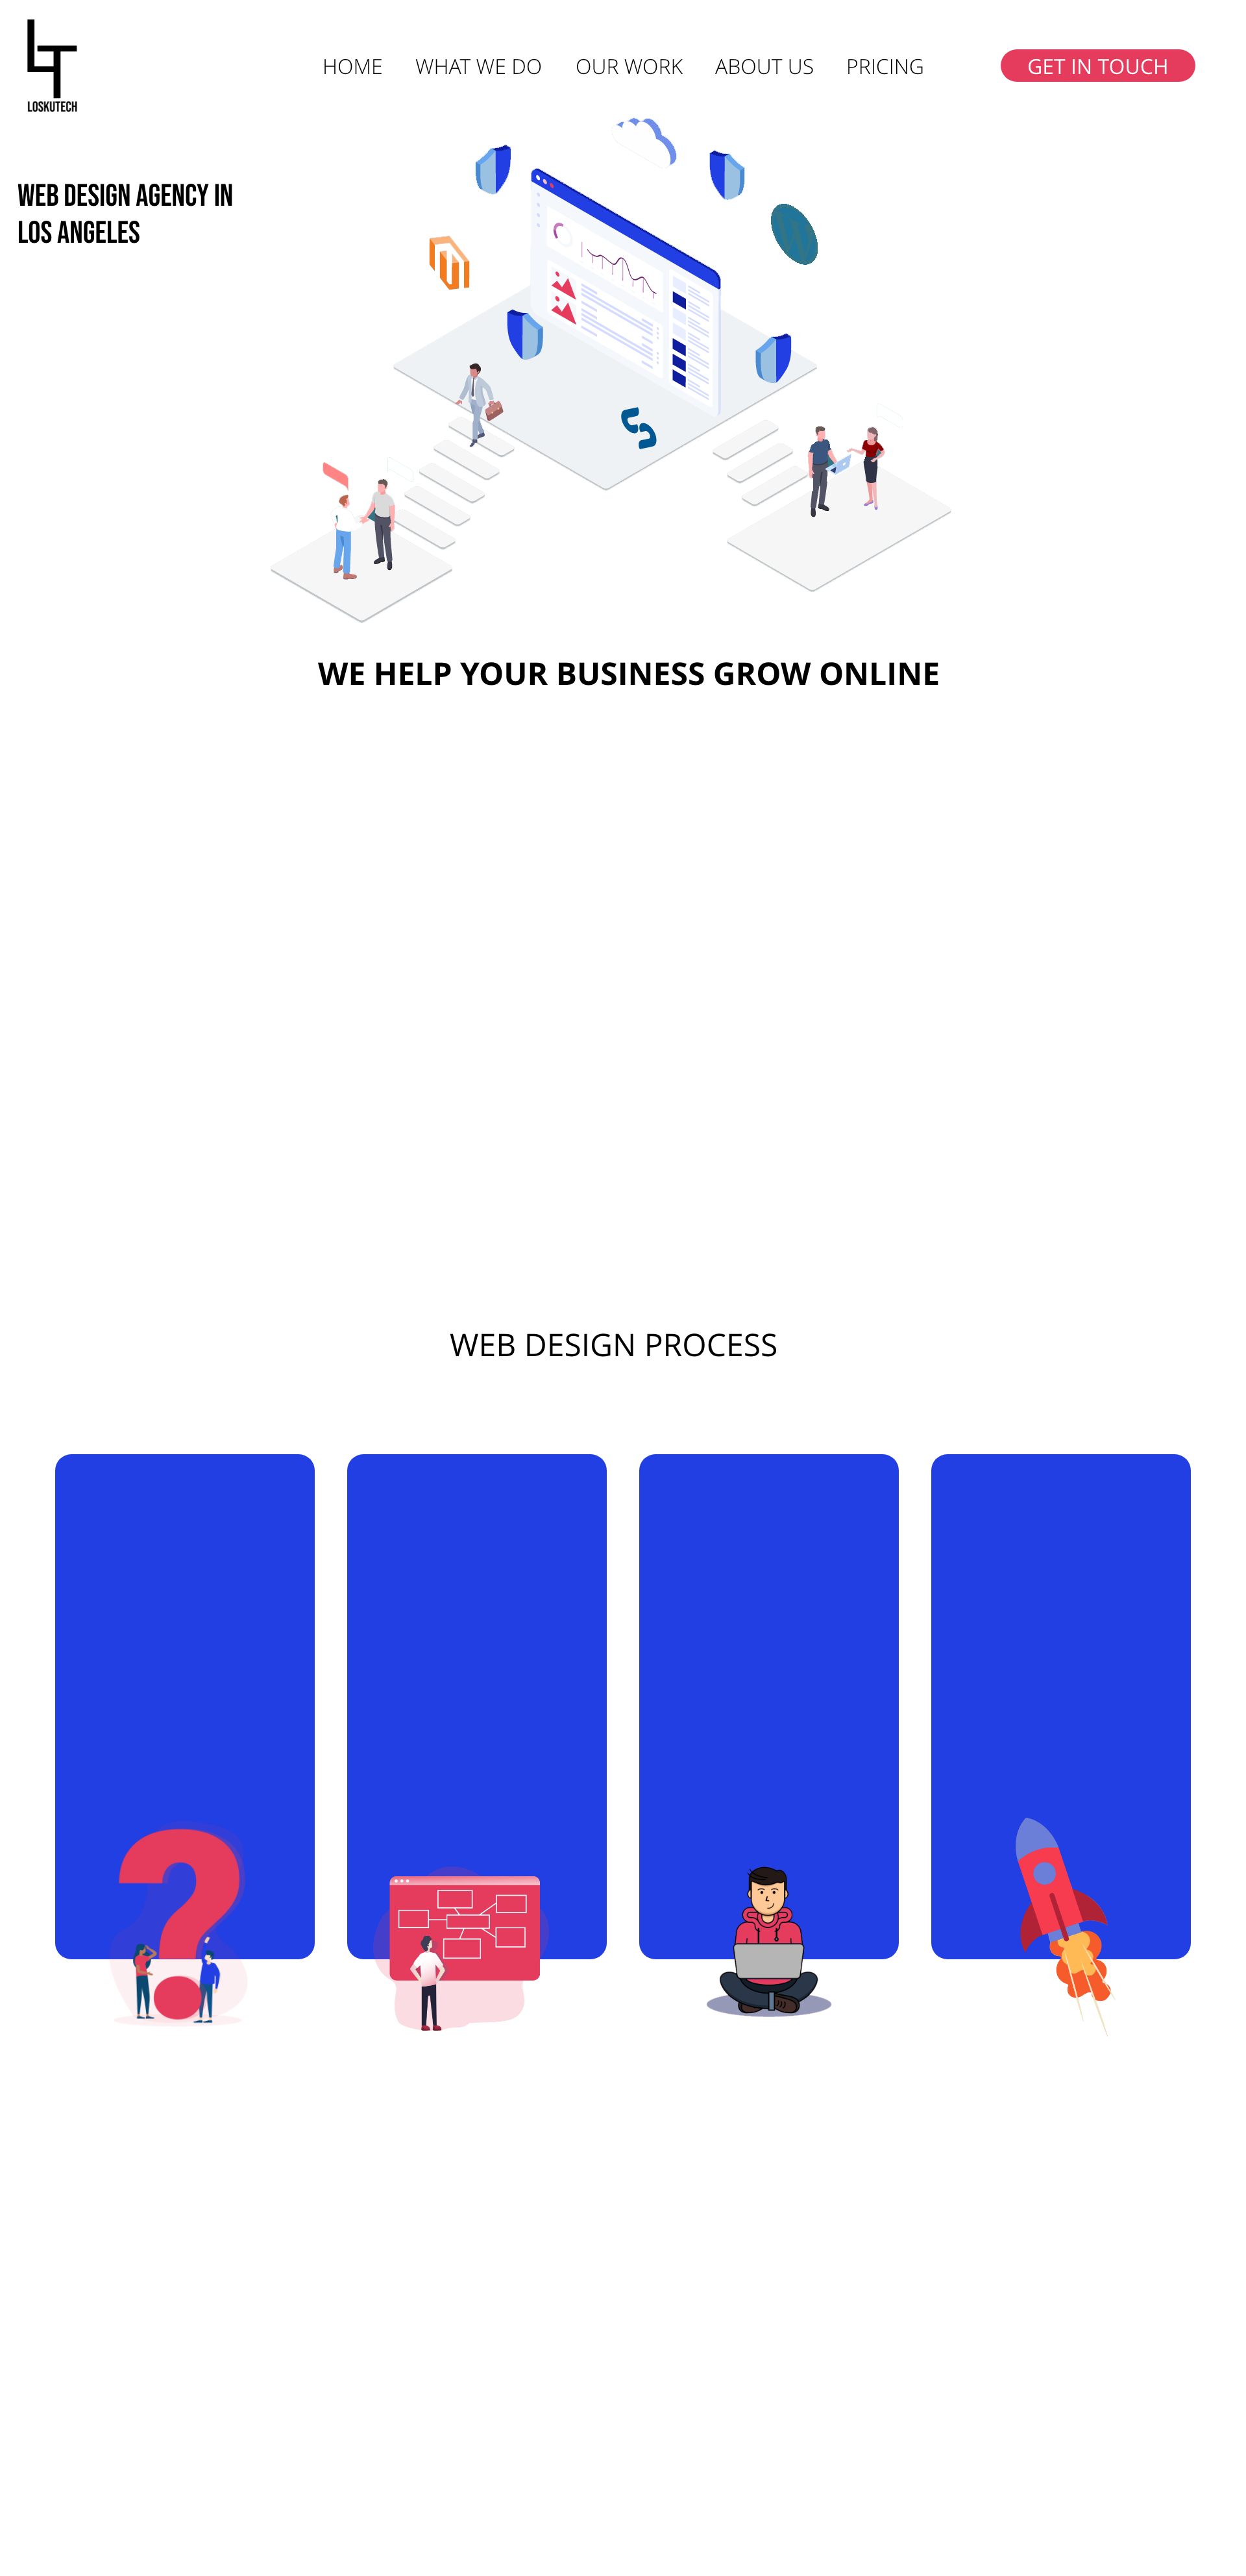 LOSKUTECH
HOME WHAT WE DO OUR WORK ABOUT US PRICING GET IN TOUCH
WEB DESIGN AGENCY IN
LOS ANGELES
WE HELP YOUR BUSINESS GROW ONLINE
WEB DESIGN PROCESS